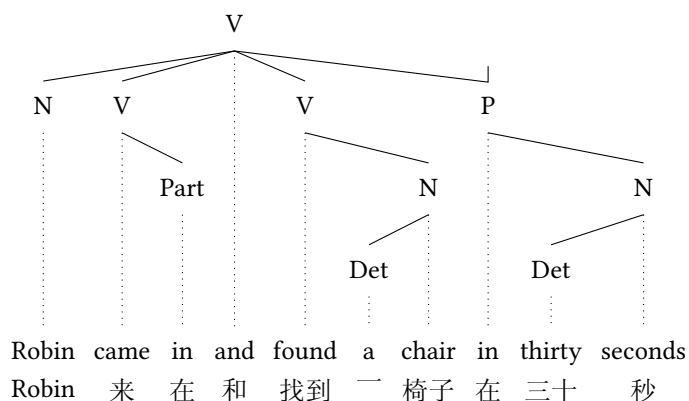 V
N V V P
Part N N
Det Det
Robin came in and found a chair in thirty seconds
Robin 来 在 和 找到 一 椅子 在 三十 秒